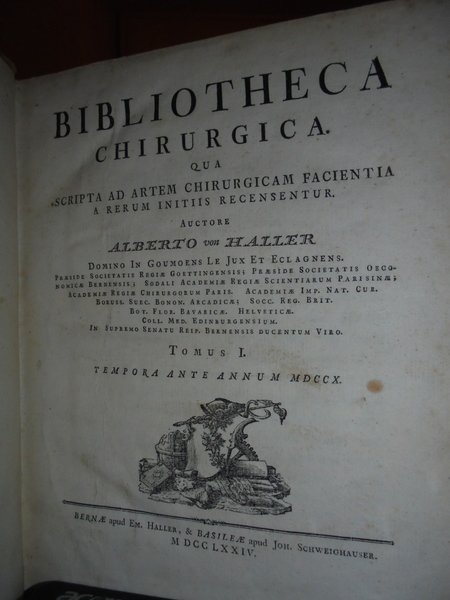 BIBLIOTHECA
CHIRURGICA.
QUA
SCRIPTA AD ARTEM CHIRURGICAM FACIENTIA
A RERUM INITIIS RECENSENTUR.
AUCTORE
ALBERTO von HALLER
DOMINO IN GOUMOENS LE JUX ET ECLAGNENS.
PRÆSIDE SOCIETATIS REGIÆ GOETTINGENSIS; PRÆSIDE SOCIETATIS OECO-
NOMICÆ BERNENSIS; SODALI ACADEMIÆ REGIÆ SCIENTIARUM PARISINÆ;
ACADEMIÆ REGIÆ CHIRURGORUM PARIS. ACADEMIÆ IMP. NAT. CUR.
BORUSS. SUEC. BONON. ARCADICÆ; SOCC. REG. BRIT.
BOT. FLOR. BAVARICÆ. HELVETICÆ.
COLL. MED. EDINBURGENSIUM.
IN SUPREMO SENATU REIP. BERNENSIS DUCENTUM VIRO.
TOMUS I.
TEMPORA ANTE ANNUM MDCCX.
BERNÆ apud EM. HALLER, & BASILEÆ apud JOH. SCHWEIGHAUSER.
MDCCLXXIV.